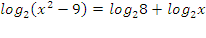 log₂(x² − 9) = log₂8 + log₂x